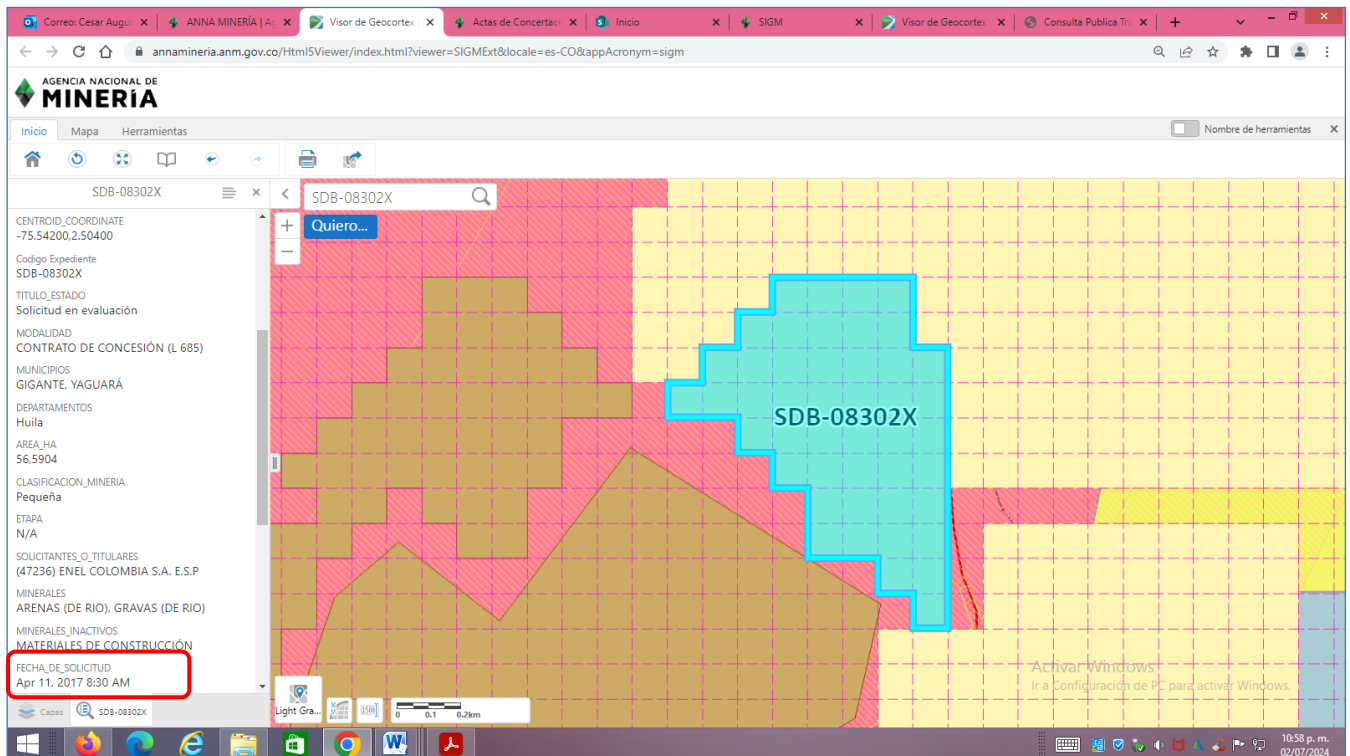 Correo: Cesar Augu
ANNA MINERÍA | Ag
Visor de Geocortex
Actas de Concertaci
Inicio
SIGM
Visor de Geocortex
Consulta Publica Tra
annamineria.anm.gov.co/Html5Viewer/index.html?viewer=SIGMExt&locale=es-CO&appAcronym=sigm
AGENCIA NACIONAL DE
MINERÍA
Inicio Mapa Herramientas
Nombre de herramientas
SDB-08302X
SDB-08302X
Quiero...
CENTROID_COORDINATE
-75.54200,2.50400
Codigo Expediente
SDB-08302X
TITULO_ESTADO
Solicitud en evaluación
MODALIDAD
CONTRATO DE CONCESIÓN (L 685)
MUNICIPIOS
GIGANTE, YAGUARÁ
DEPARTAMENTOS
Huila
AREA_HA
56,5904
CLASIFICACION_MINERIA
Pequeña
ETAPA
N/A
SOLICITANTES_O_TITULARES
(47236) ENEL COLOMBIA S.A. E.S.P
MINERALES
ARENAS (DE RIO), GRAVAS (DE RIO)
MINERALES_INACTIVOS
MATERIALES DE CONSTRUCCIÓN
FECHA_DE_SOLICITUD
Apr 11, 2017 8:30 AM
Capas
SDB-08302X
SDB-08302X
Light Gra...
0 0.1 0.2km
Activar Windows
Ir a Configuración de PC para activar Windows.
10:58 p. m.
02/07/2024